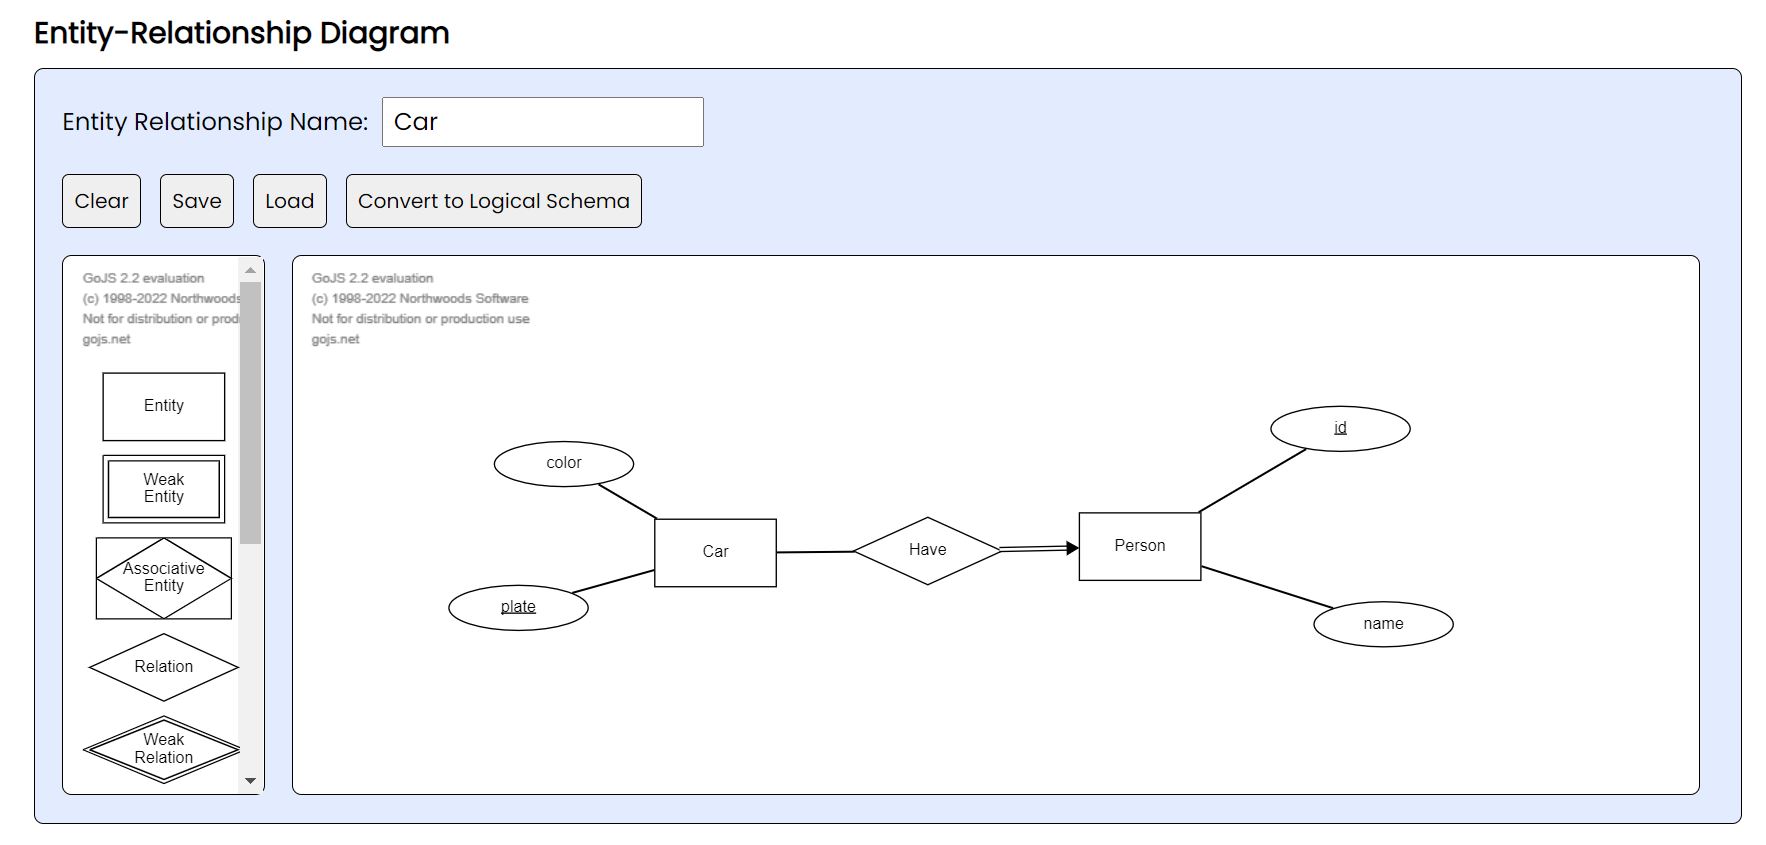 Entity-Relationship Diagram
Entity Relationship Name: Car
Clear Save Load Convert to Logical Schema
GoJS 2.2 evaluation
(c) 1998-2022 Northwoods
Not for distribution or prod
gojs.net
Entity
Weak
Entity
Associative
Entity
Relation
Weak
Relation
GoJS 2.2 evaluation
(c) 1998-2022 Northwoods Software
Not for distribution or production use
gojs.net
id
color
Car
Have
Person
plate
name